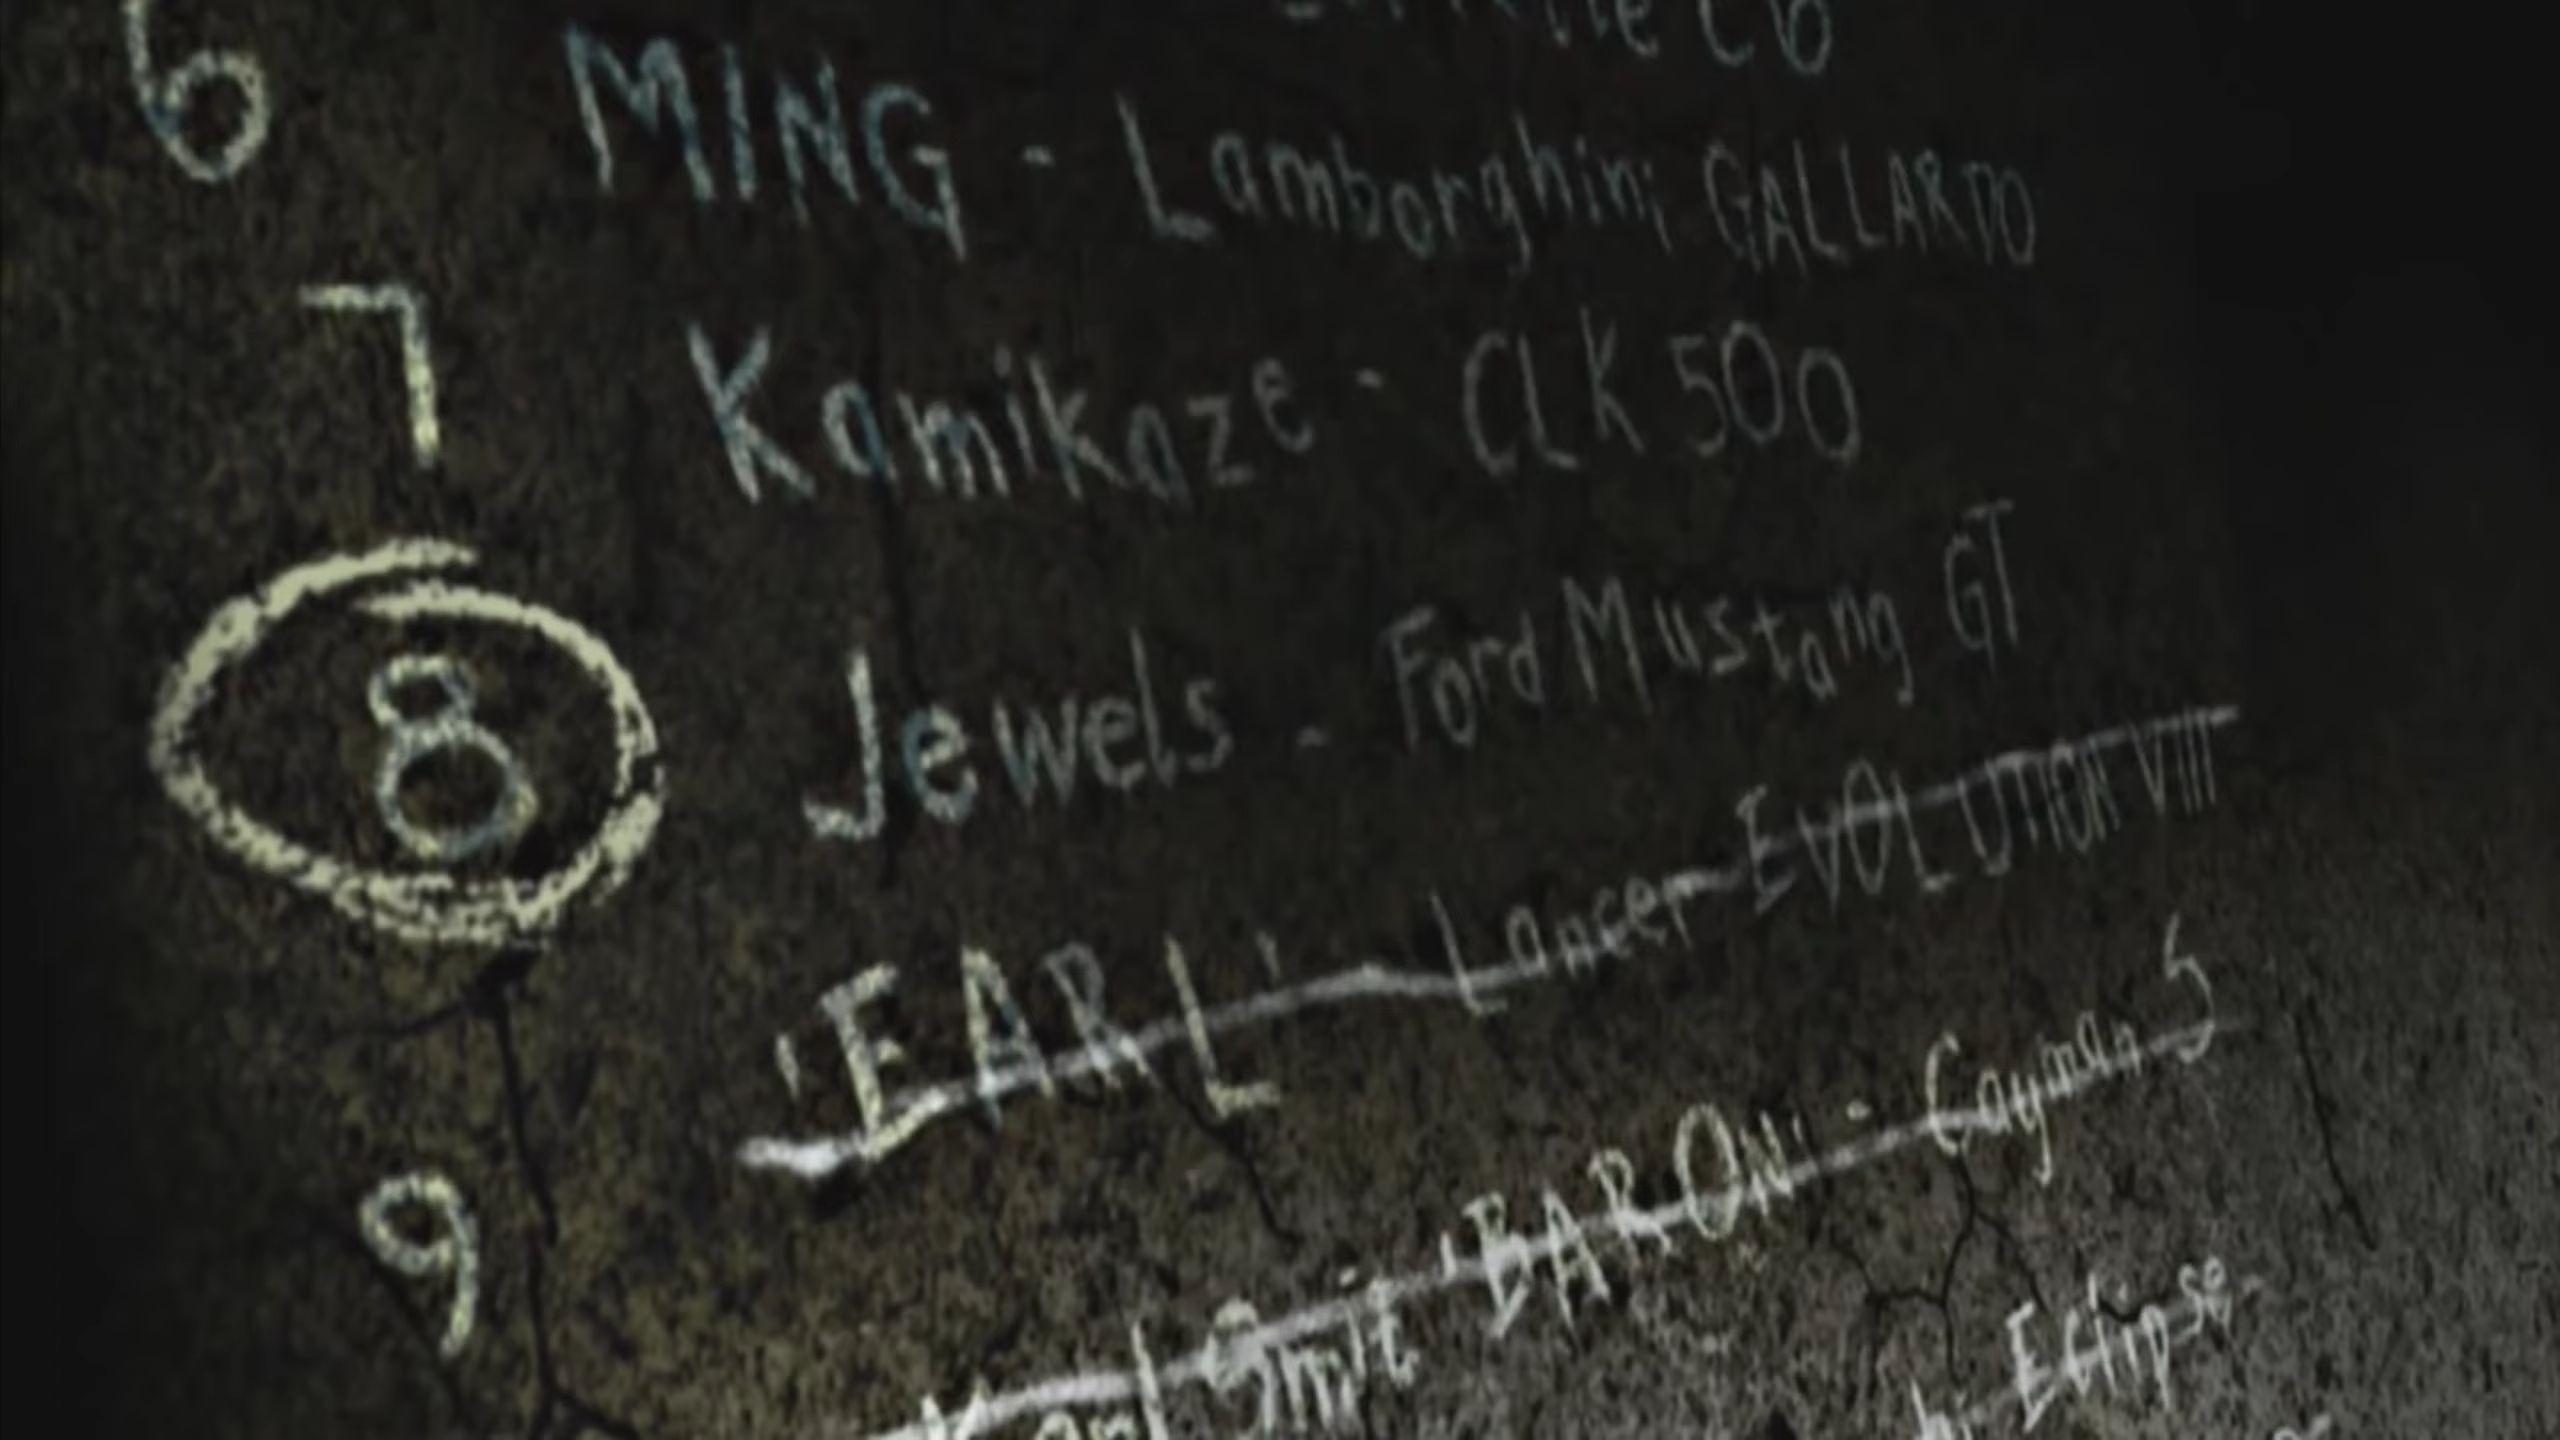 6 MING - Lamborghini GALLARDO
7 Kamikaze - CLK 500
8 Jewels - Ford Mustang GT
'EARL' Lancer EVOLUTION VIII
9 'BARON' - Cayman S
Eclipse